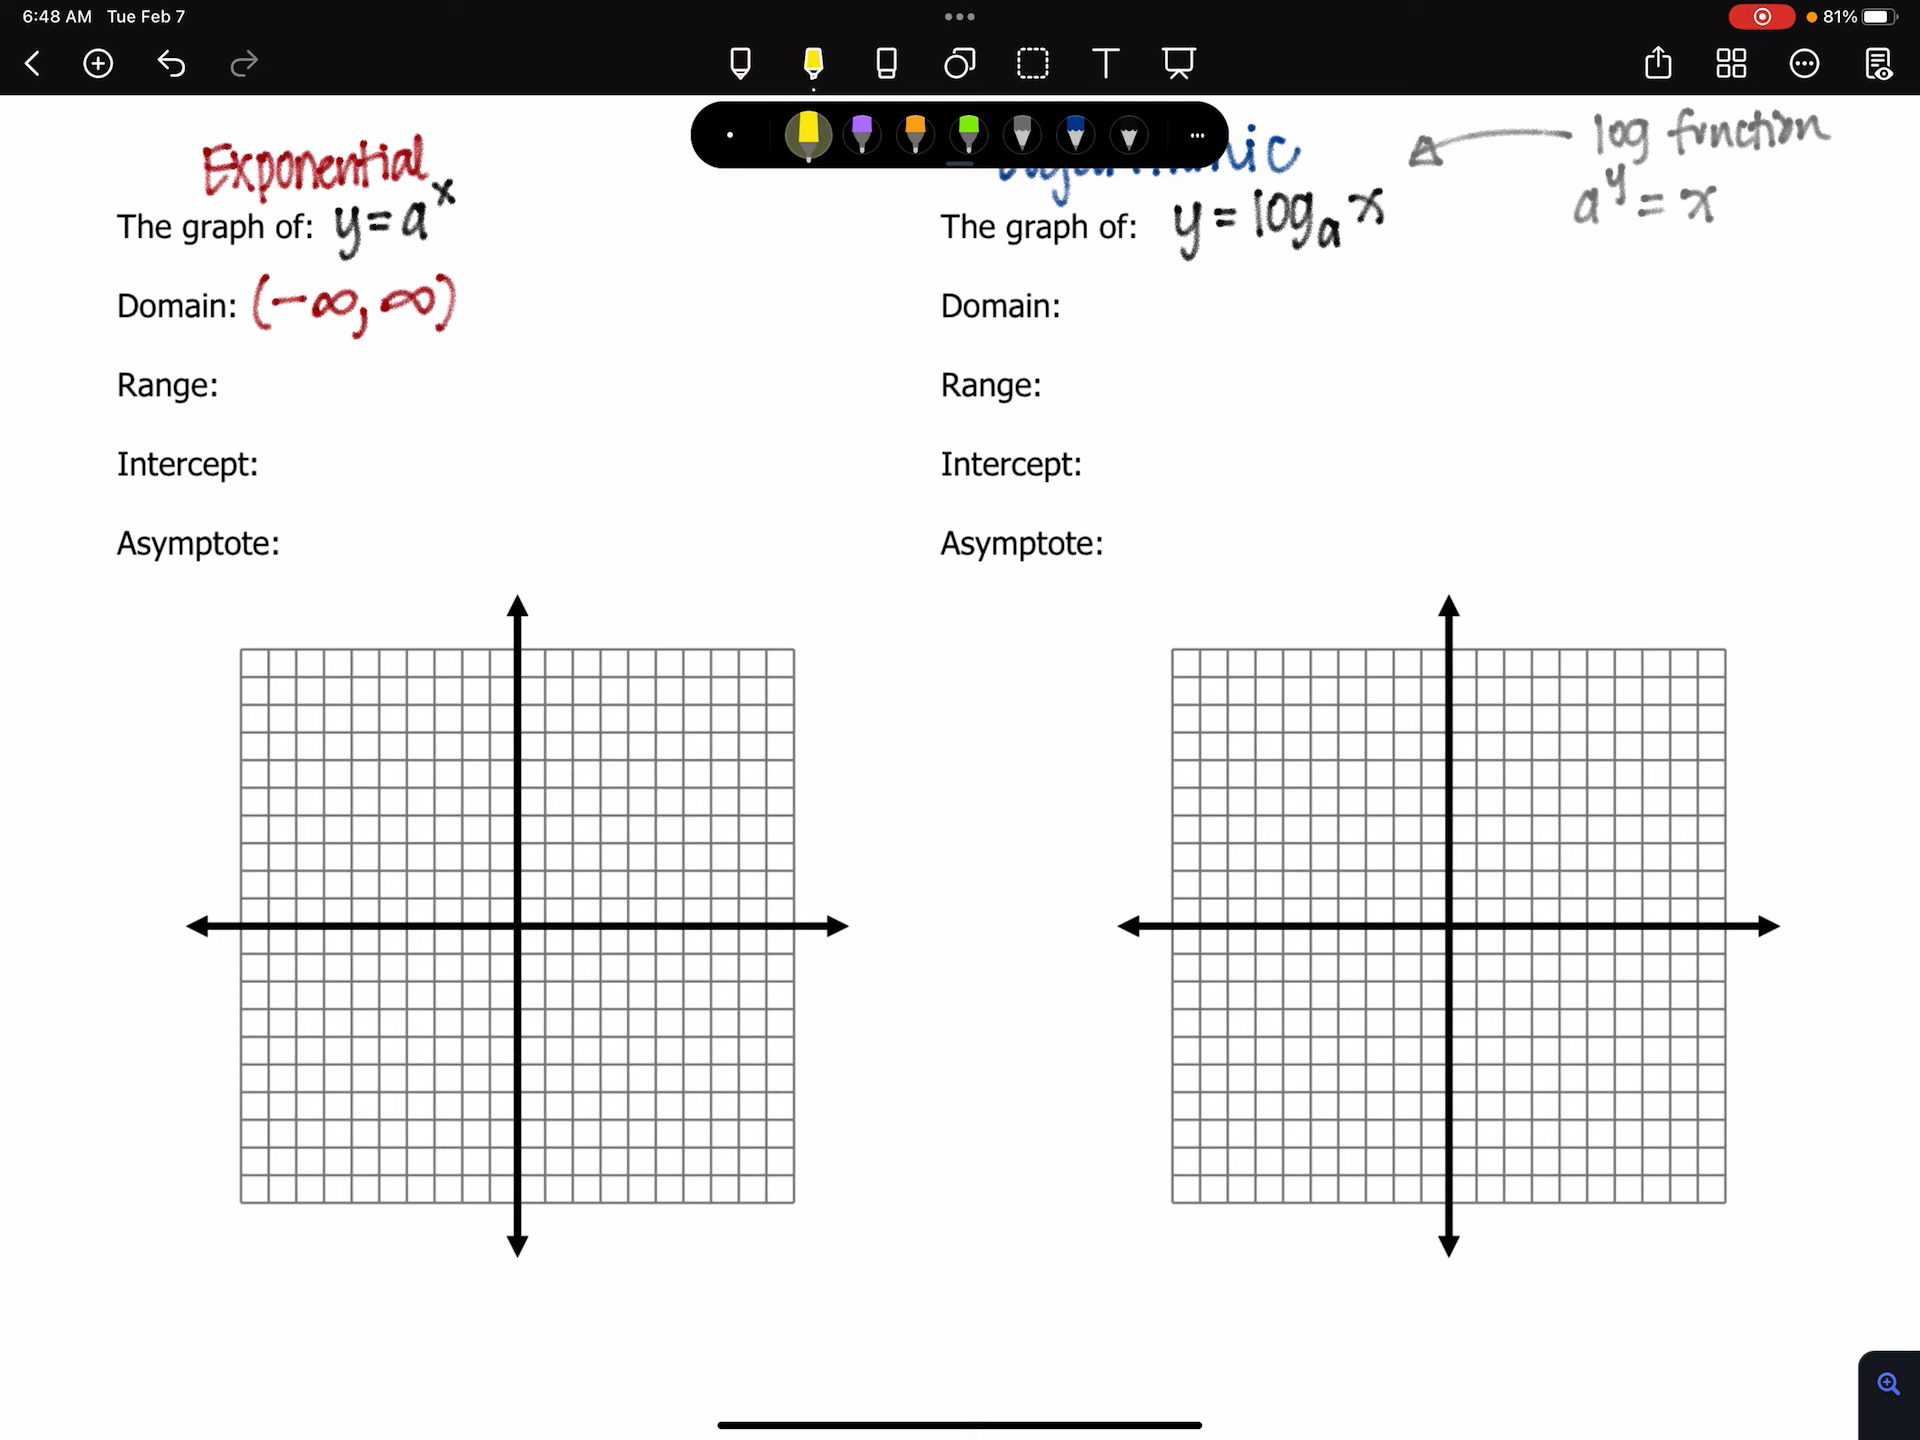 6:48 AM Tue Feb 7
81%
Exponential
The graph of: y = a^x
Domain: (-∞, ∞)
Range:
Intercept:
Asymptote:
log function
a^y = x
The graph of: y = log_a x
Domain:
Range:
Intercept:
Asymptote: